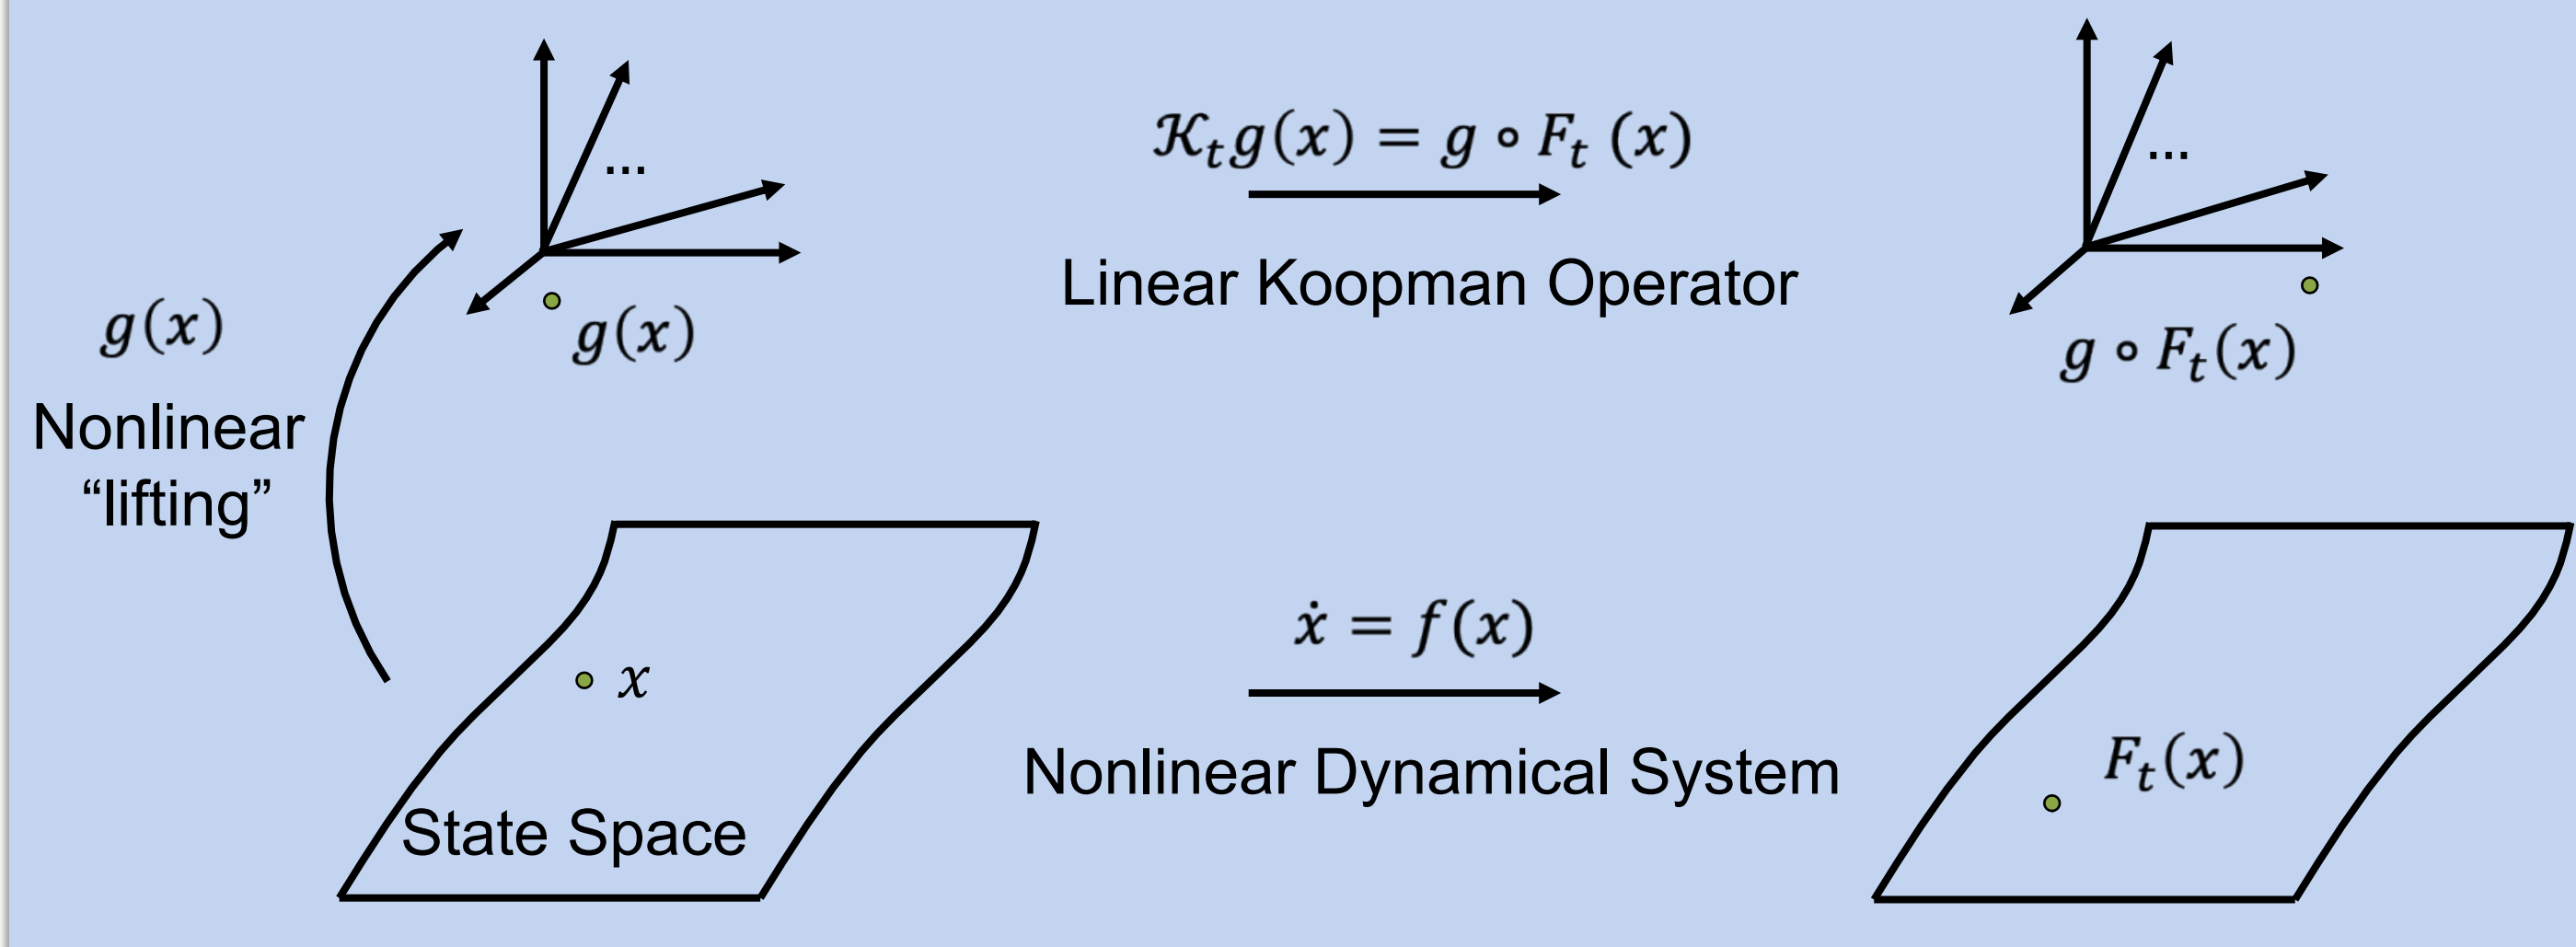 ...
𝒦ₜg(x) = g ∘ Fₜ (x)
...
Linear Koopman Operator
g(x)
g(x)
g ∘ Fₜ(x)
Nonlinear
“lifting”
ẋ = f(x)
x
Nonlinear Dynamical System
Fₜ(x)
State Space